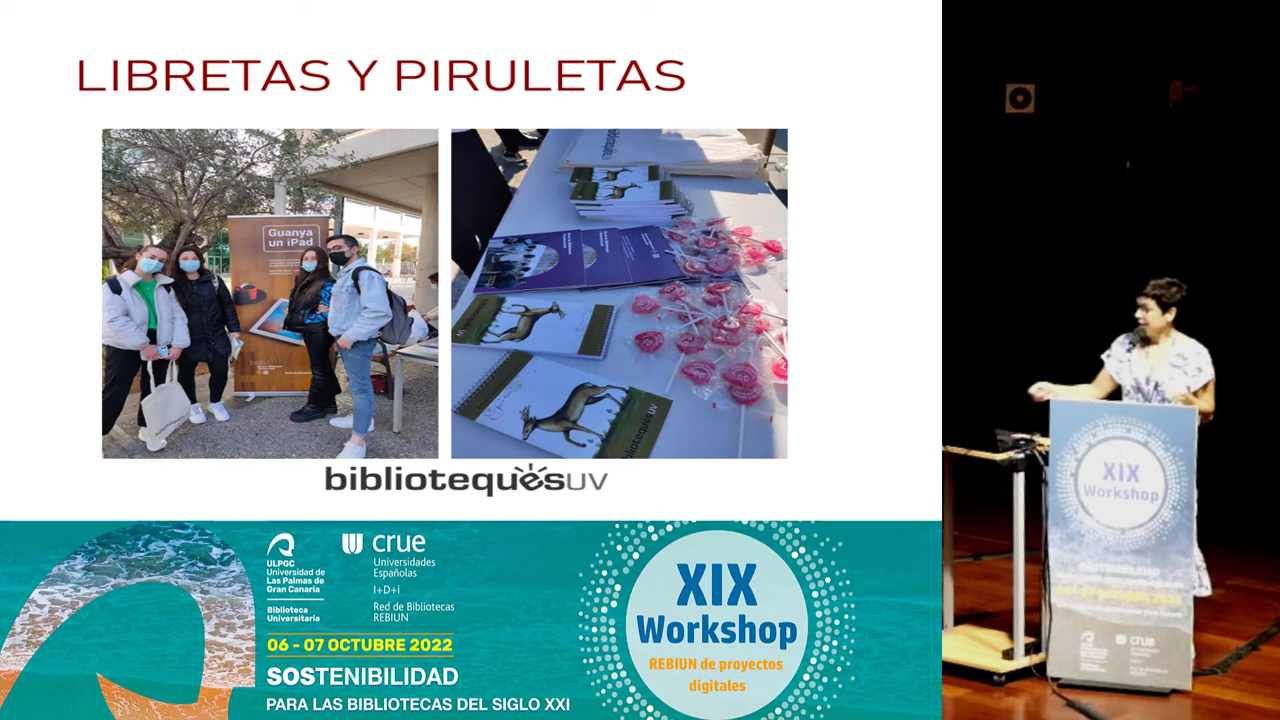 LIBRETAS Y PIRULETAS
Guanya
un iPad
bibliotequesUV
bibliotequesUV
ULPGC
Universidad de
Las Palmas de
Gran Canaria
Biblioteca
Universitaria
crue
Universidades
Españolas
I+D+i
Red de Bibliotecas
REBIUN
06 - 07 OCTUBRE 2022
SOSTENIBILIDAD
PARA LAS BIBLIOTECAS DEL SIGLO XXI
XIX
Workshop
REBIUN de proyectos
digitales
XIX
Workshop
crue